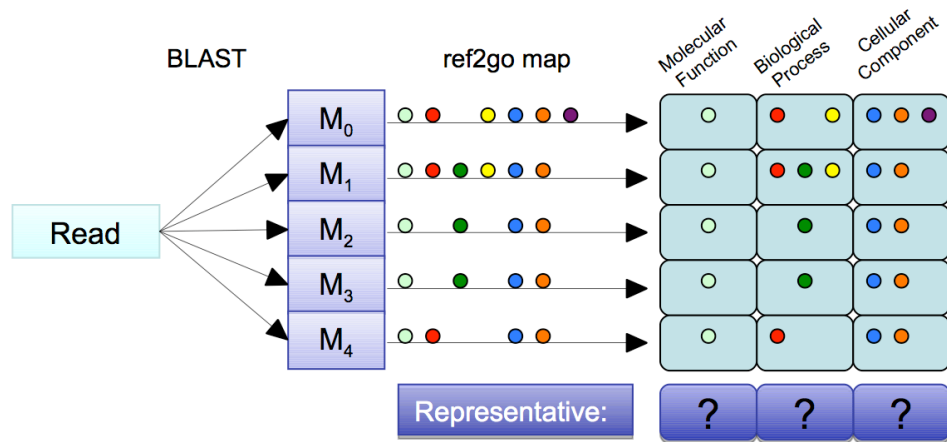 BLAST
ref2go map
Molecular
Function
Biological
Process
Cellular
Component
Read
M0
M1
M2
M3
M4
Representative:
?
?
?